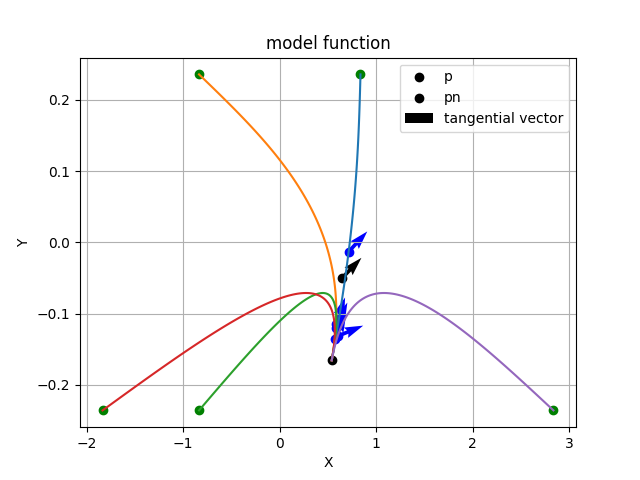 model function
p
pn
tangential vector
0.2
0.1
0.0
−0.1
−0.2
Y
−2
−1
0
1
2
3
X